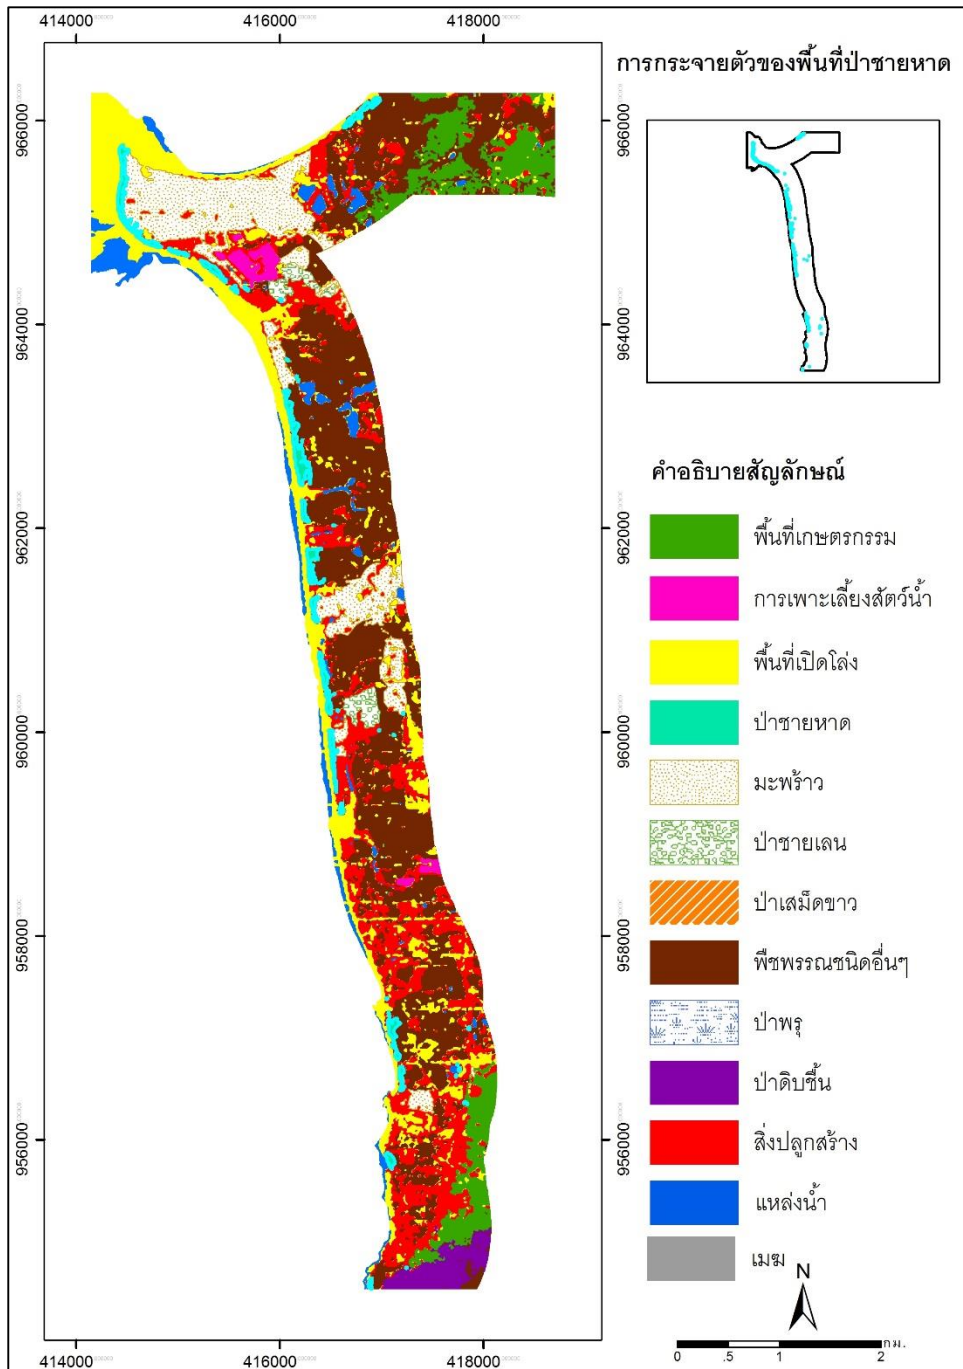 414000
416000
418000
การกระจายตัวของพื้นที่ป่าชายหาด
966000
966000
964000
964000
962000
962000
960000
960000
958000
958000
956000
956000
คำอธิบายสัญลักษณ์
พื้นที่เกษตรกรรม
การเพาะเลี้ยงสัตว์น้ำ
พื้นที่เปิดโล่ง
ป่าชายหาด
มะพร้าว
ป่าชายเลน
ป่าเสม็ดขาว
พืชพรรณชนิดอื่นๆ
ป่าพรุ
ป่าดิบชื้น
สิ่งปลูกสร้าง
แหล่งน้ำ
เมฆ
N
กม.
0 .5 1 2
414000
416000
418000